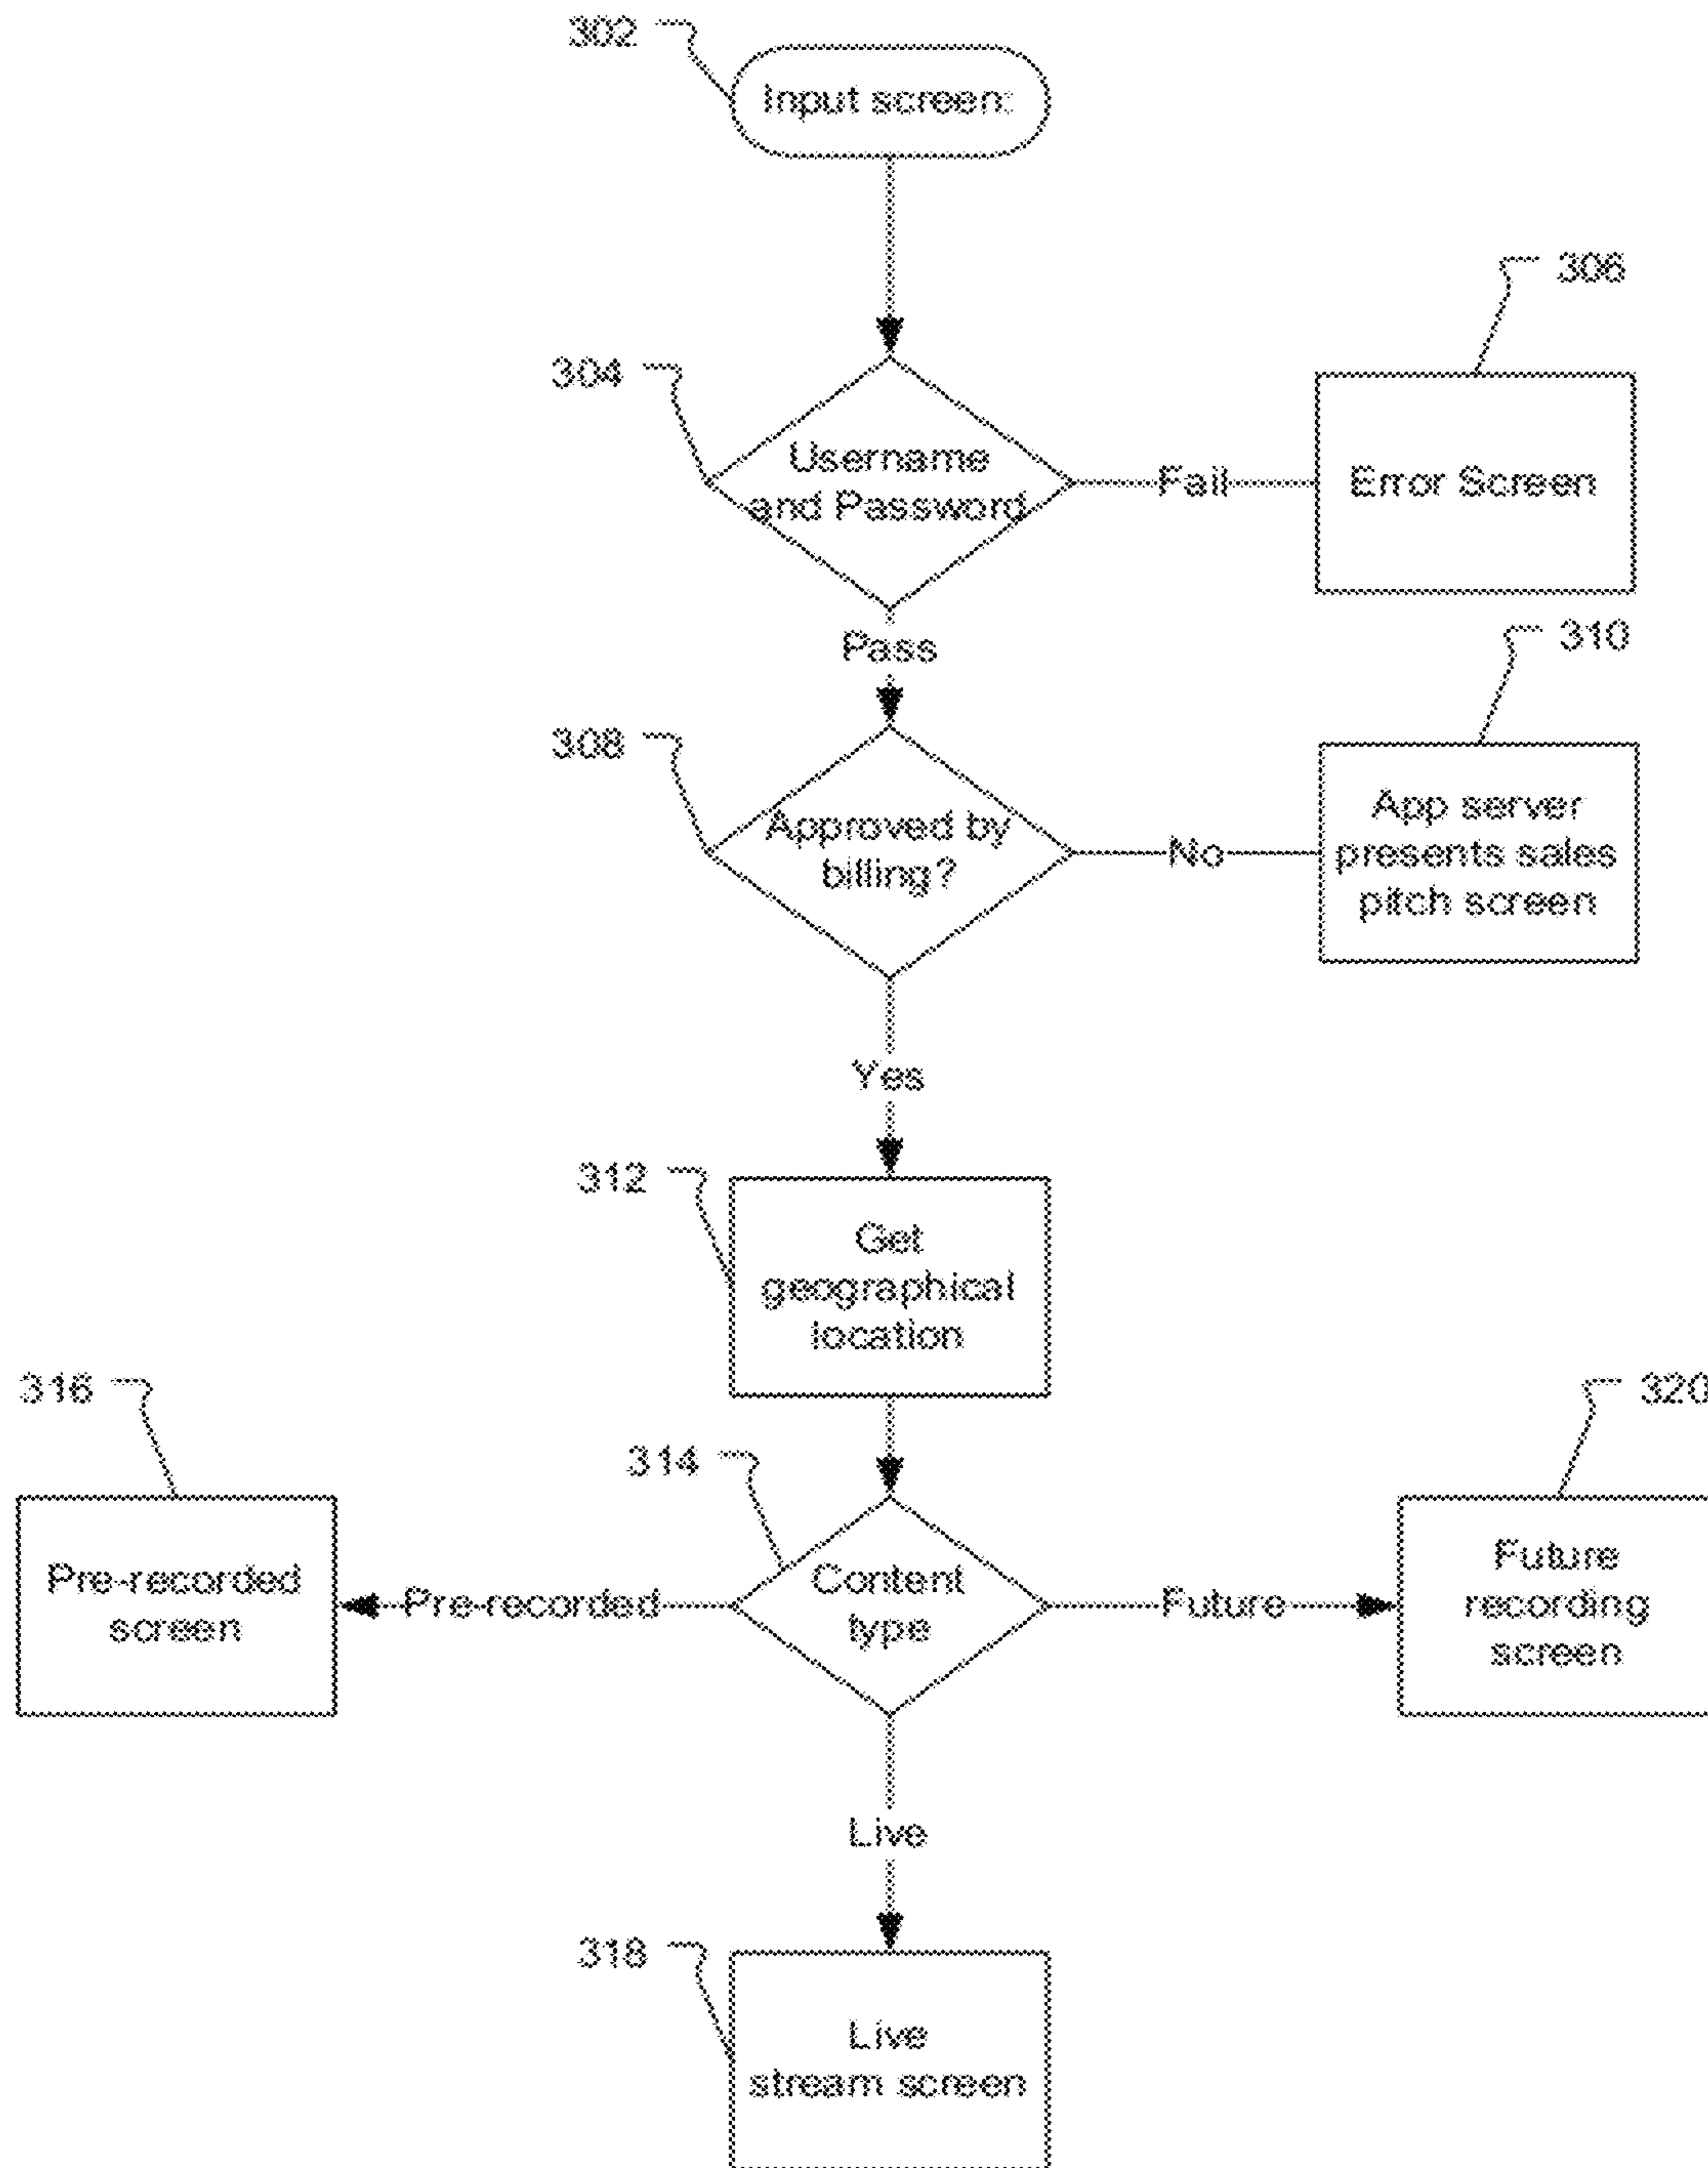 302
Input screen:
306
304
Username
and Password
Fail
Error Screen
Pass
310
308
Approved by
billing?
No
App server
presents sales
pitch screen
Yes
312
Get
geographical
location
316
320
314
Pre-recorded
screen
Pre-recorded
Content
type
Future
Future
recording
screen
Live
318
Live
stream screen